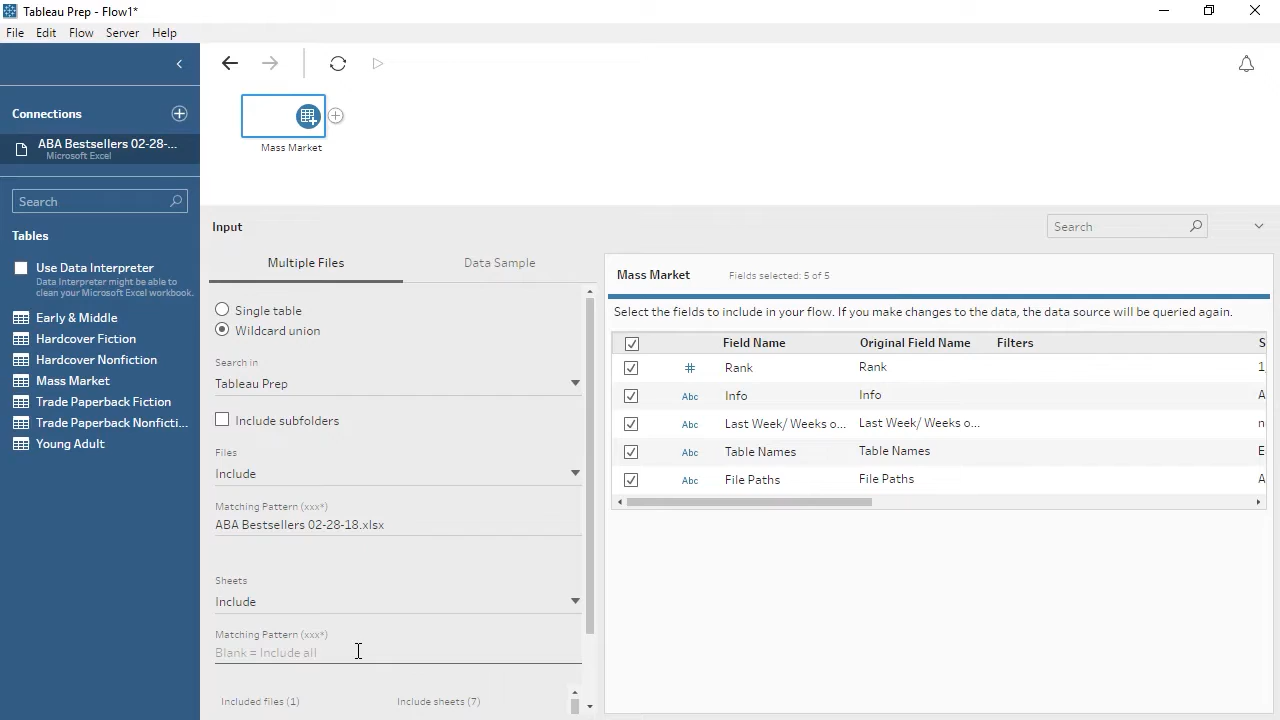 Tableau Prep - Flow1*
File Edit Flow Server Help
Connections
ABA Bestsellers 02-28-...
Microsoft Excel
Search
Tables
Use Data Interpreter
Data Interpreter might be able to
clean your Microsoft Excel workbook.
Early & Middle
Hardcover Fiction
Hardcover Nonfiction
Mass Market
Trade Paperback Fiction
Trade Paperback Nonficti...
Young Adult
Mass Market
Input
Search
Multiple Files
Data Sample
Single table
Wildcard union
Search in
Tableau Prep
Include subfolders
Files
Include
Matching Pattern (xxx*)
ABA Bestsellers 02-28-18.xlsx
Sheets
Include
Matching Pattern (xxx*)
Blank = Include all
Included files (1) Include sheets (7)
Mass Market Fields selected: 5 of 5
Select the fields to include in your flow. If you make changes to the data, the data source will be queried again.
Field Name Original Field Name Filters S
# Rank Rank 1
Abc Info Info A
Abc Last Week/ Weeks o... Last Week/ Weeks o... n
Abc Table Names Table Names E
Abc File Paths File Paths A